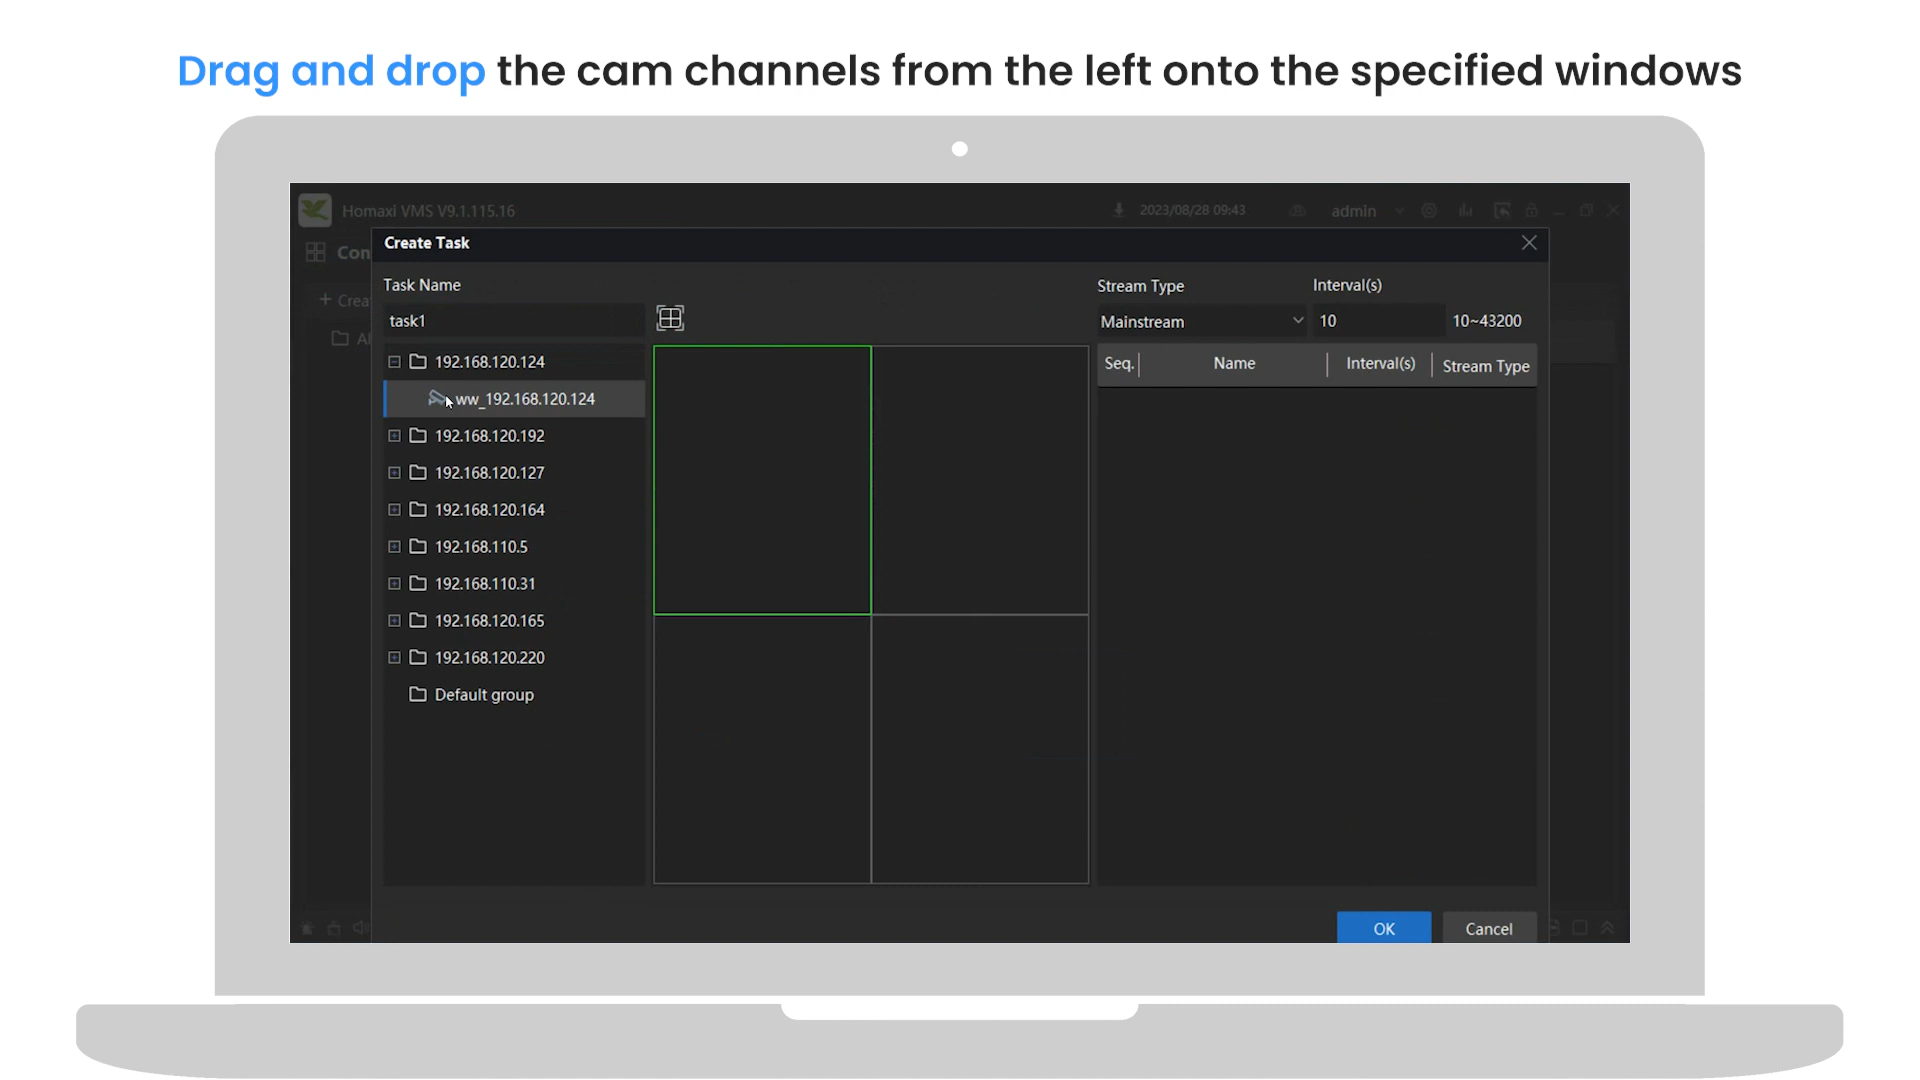 Drag and drop the cam channels from the left onto the specified windows
Homaxi VMS V9.1.115.16
2023/08/28 09:43
admin
Con
Create Task
Task Name
Stream Type
Interval(s)
+ Crea
task1
Mainstream
10
10~43200
Al
192.168.120.124
Seq.
Name
Interval(s)
Stream Type
ww_192.168.120.124
192.168.120.192
192.168.120.127
192.168.120.164
192.168.110.5
192.168.110.31
192.168.120.165
192.168.120.220
Default group
OK
Cancel